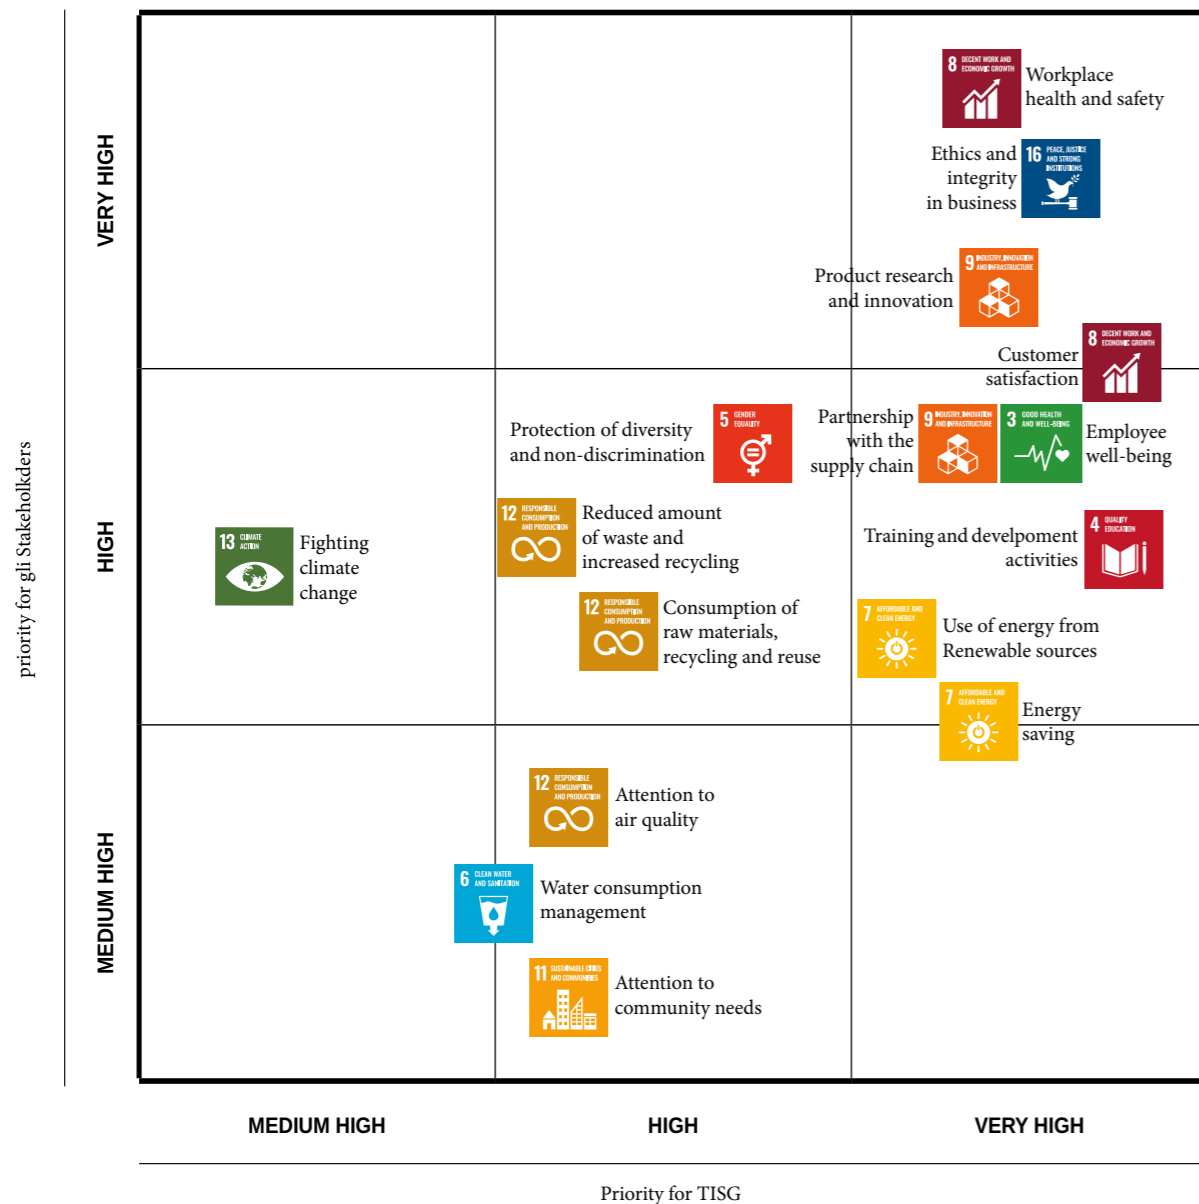 priority for gli Stakeholkders
VERY HIGH
HIGH
MEDIUM HIGH
8 DECENT WORK AND
ECONOMIC GROWTH
Workplace
health and safety
Ethics and
integrity
in business
16 PEACE, JUSTICE
AND STRONG
INSTITUTIONS
Product research
and innovation
9 INDUSTRY, INNOVATION
AND INFRASTRUCTURE
Customer
satisfaction
8 DECENT WORK AND
ECONOMIC GROWTH
Protection of diversity
and non-discrimination
5 GENDER
EQUALITY
Partnership
with the
supply chain
9 INDUSTRY, INNOVATION
AND INFRASTRUCTURE
3 GOOD HEALTH
AND WELL-BEING
Employee
well-being
13 CLIMATE
ACTION
Fighting
climate
change
12 RESPONSIBLE
CONSUMPTION
AND PRODUCTION
Reduced amount
of waste and
increased recycling
Training and develpoment
activities
4 QUALITY
EDUCATION
12 RESPONSIBLE
CONSUMPTION
AND PRODUCTION
Consumption of
raw materials,
recycling and reuse
7 AFFORDABLE AND
CLEAN ENERGY
Use of energy from
Renewable sources
7 AFFORDABLE AND
CLEAN ENERGY
Energy
saving
12 RESPONSIBLE
CONSUMPTION
AND PRODUCTION
Attention to
air quality
6 CLEAN WATER
AND SANITATION
Water consumption
management
11 SUSTAINABLE CITIES
AND COMMUNITIES
Attention to
community needs
MEDIUM HIGH
HIGH
VERY HIGH
Priority for TISG